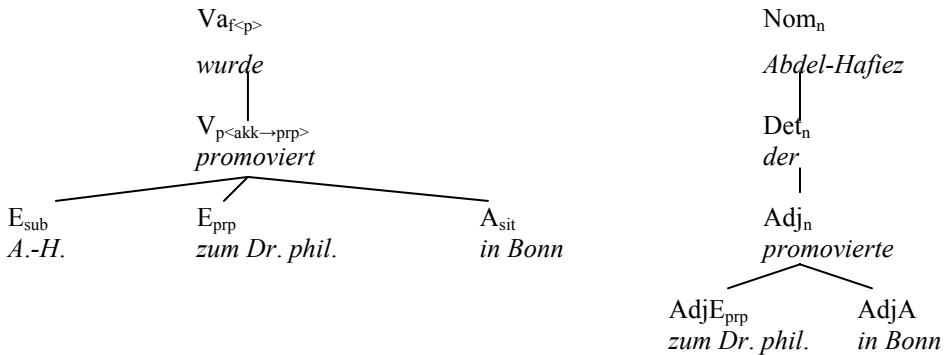 Va_f<p> Nom_n
wurde Abdel-Hafiez
V_p<akk→prp> Det_n
promoviert der
E_sub E_prp A_sit Adj_n
A.-H. zum Dr. phil. in Bonn promovierte
AdjE_prp AdjA
zum Dr. phil. in Bonn